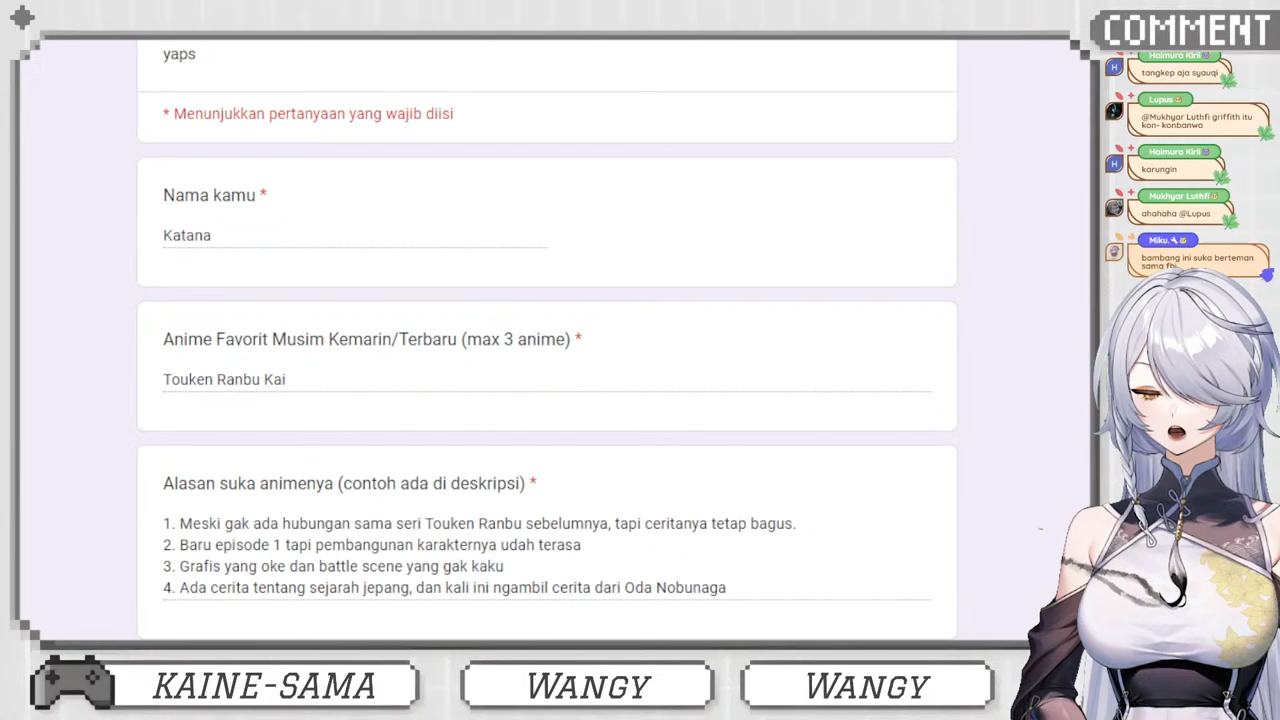 COMMENT
yaps
* Menunjukkan pertanyaan yang wajib diisi
Nama kamu *
Katana
Anime Favorit Musim Kemarin/Terbaru (max 3 anime) *
Touken Ranbu Kai
Alasan suka animenya (contoh ada di deskripsi) *
1. Meski gak ada hubungan sama seri Touken Ranbu sebelumnya, tapi ceritanya tetap bagus.
2. Baru episode 1 tapi pembangunan karakternya udah terasa
3. Grafis yang oke dan battle scene yang gak kaku
4. Ada cerita tentang sejarah jepang, dan kali ini ngambil cerita dari Oda Nobunaga
Haimura Kirii
H
tangkep aja syauqi
Lupus
@Mukhyar Luthfi griffith itu
kon- konbanwa
Haimura Kirii
H
karungin
Mukhyar Luthfi
ahahaha @Lupus
Miku.
bambang ini suka berteman
sama fbi
KAINE-SAMA
WANGY
WANGY